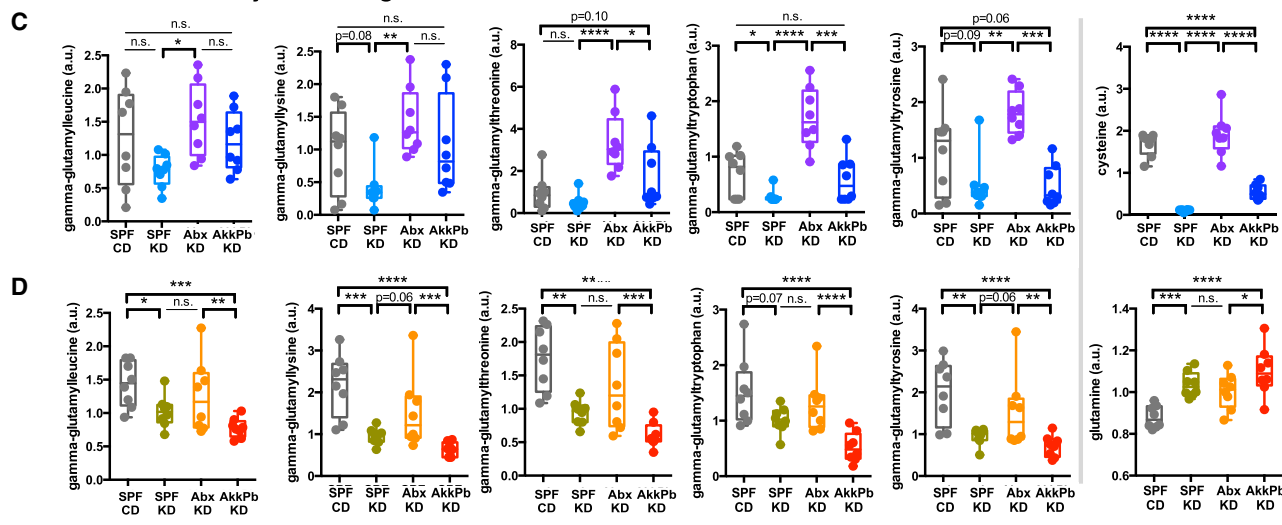 C
gamma-glutamylleucine (a.u.)
2.5
2.0
1.5
1.0
0.5
0.0
n.s.
n.s.
*
n.s.
SPF CD
SPF KD
Abx KD
AkkPb KD
gamma-glutamyllysine (a.u.)
2.5
2.0
1.5
1.0
0.5
0.0
n.s.
p=0.08
**
n.s.
SPF CD
SPF KD
Abx KD
AkkPb KD
gamma-glutamylthreonine (a.u.)
8
6
4
2
0
p=0.10
n.s.
****
*
SPF CD
SPF KD
Abx KD
AkkPb KD
gamma-glutamyltryptophan (a.u.)
3
2
1
0
n.s.
*
****
***
SPF CD
SPF KD
Abx KD
AkkPb KD
gamma-glutamyltyrosine (a.u.)
3
2
1
0
p=0.06
p=0.09
**
***
SPF CD
SPF KD
Abx KD
AkkPb KD
cysteine (a.u.)
4
3
2
1
0
****
****
****
****
SPF CD
SPF KD
Abx KD
AkkPb KD
D
gamma-glutamylleucine (a.u.)
2.5
2.0
1.5
1.0
0.5
0.0
***
*
n.s.
**
SPF CD
SPF KD
Abx KD
AkkPb KD
gamma-glutamyllysine (a.u.)
4
3
2
1
0
****
***
p=0.06
***
SPF CD
SPF KD
Abx KD
AkkPb KD
gamma-glutamylthreonine (a.u.)
2.5
2.0
1.5
1.0
0.5
0.0
**
n.s.
***
SPF CD
SPF KD
Abx KD
AkkPb KD
gamma-glutamyltryptophan (a.u.)
3
2
1
0
****
p=0.07
n.s.
****
SPF CD
SPF KD
Abx KD
AkkPb KD
gamma-glutamyltyrosine (a.u.)
4
3
2
1
0
****
**
p=0.06
**
SPF CD
SPF KD
Abx KD
AkkPb KD
glutamine (a.u.)
1.4
1.2
1.0
0.8
0.6
****
***
n.s.
*
SPF CD
SPF KD
Abx KD
AkkPb KD